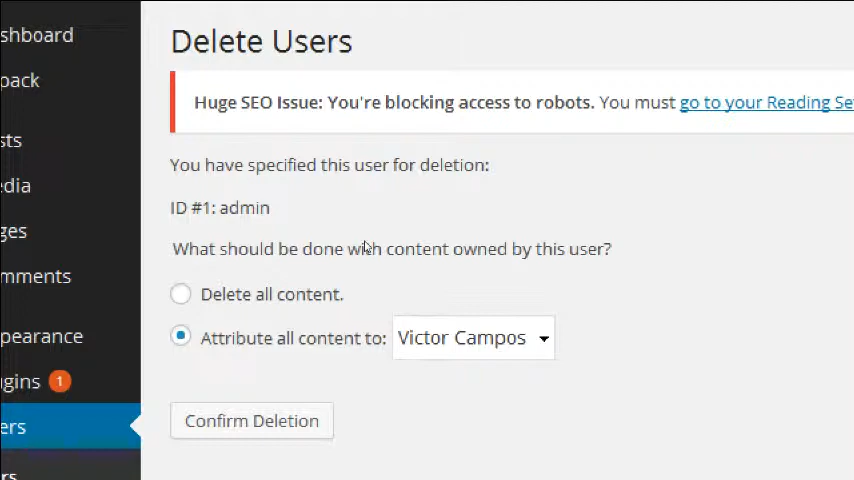 shboard
Delete Users
pack
Huge SEO Issue: You're blocking access to robots. You must go to your Reading Se
sts
You have specified this user for deletion:
edia
ID #1: admin
ges
What should be done with content owned by this user?
mments
Delete all content.
ppearance
Attribute all content to: Victor Campos
ugins 1
ers
Confirm Deletion
rs